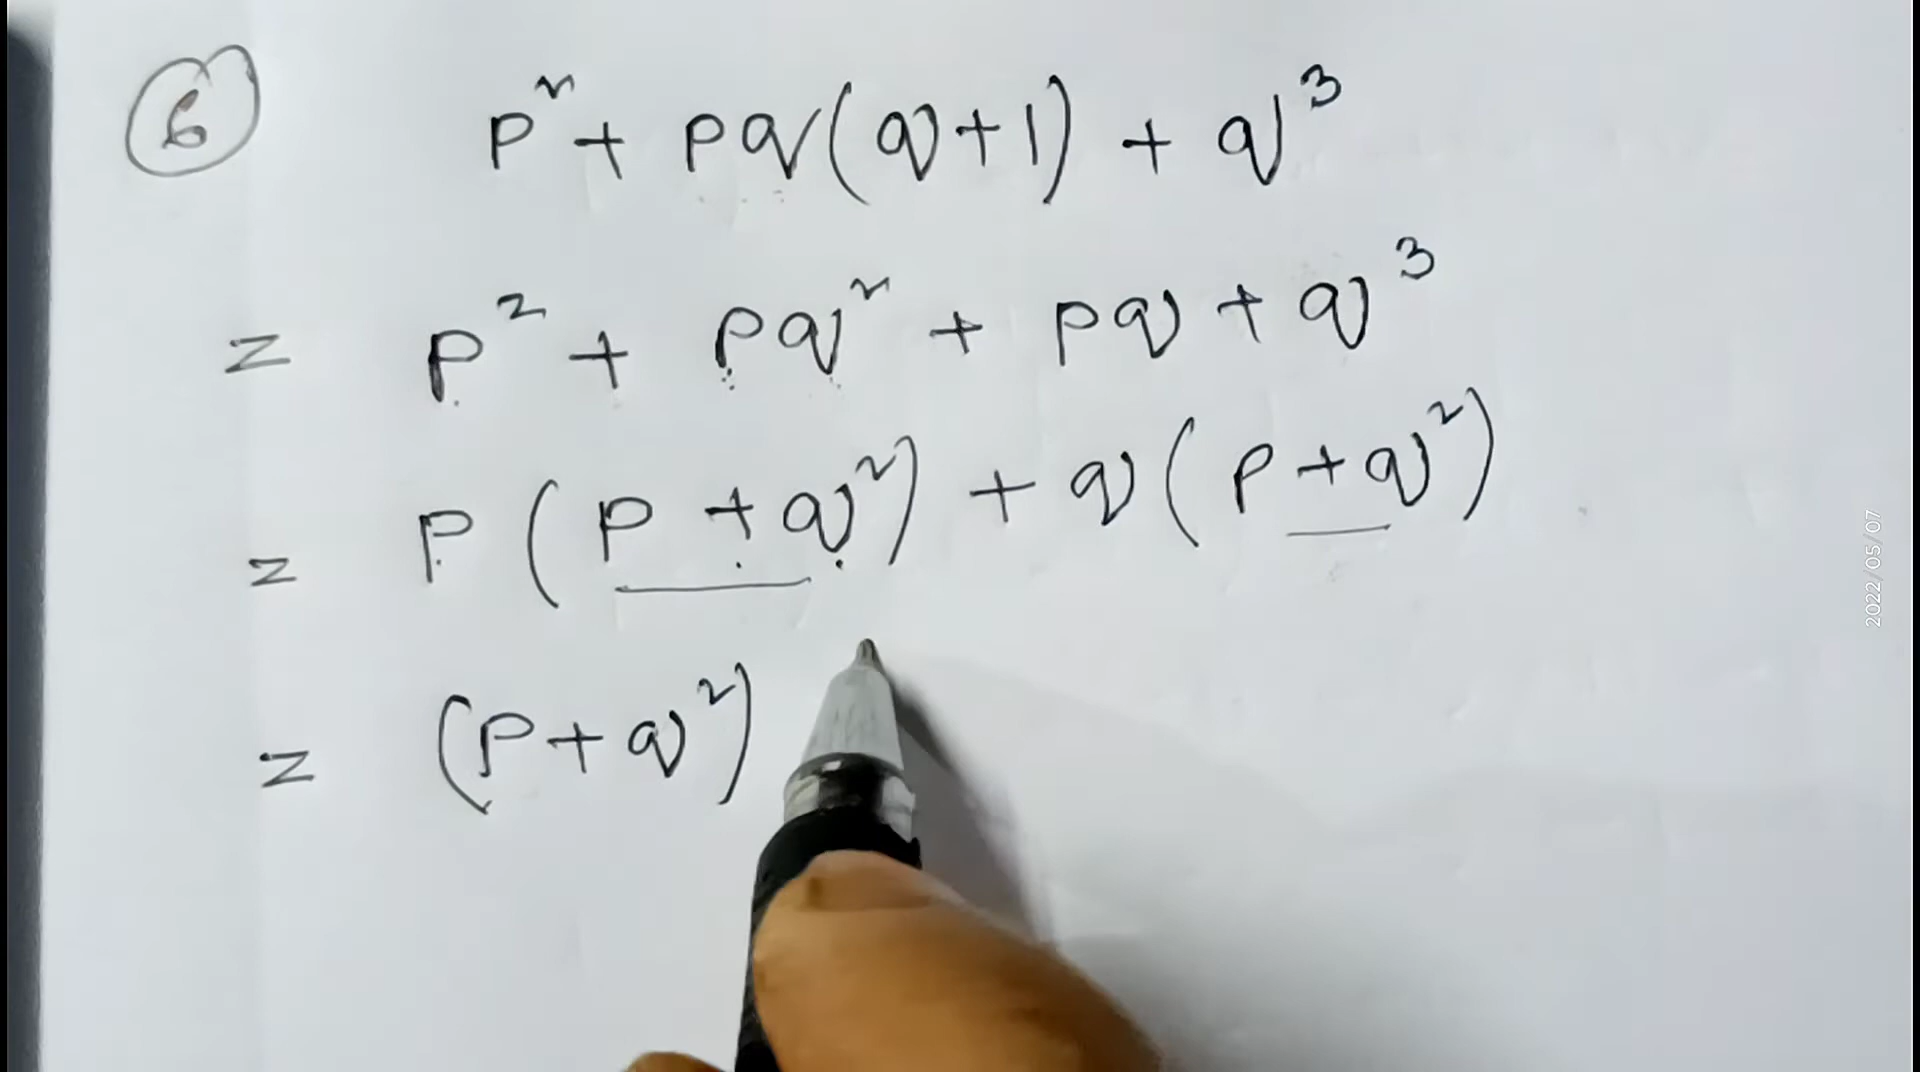 6 p² + pq(q+1) + q³
= p² + pq² + pq + q³
= p(p+q²) + q(p+q²)
= (p+q²)
2022/05/07